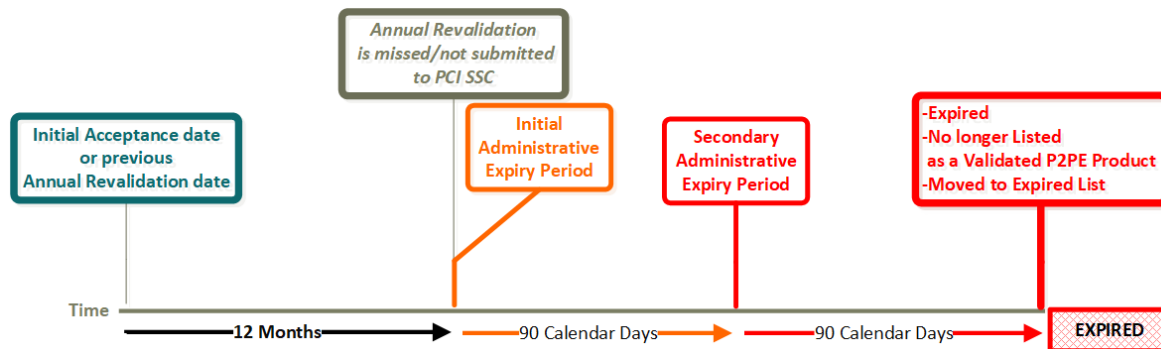 Annual Revalidation
is missed/not submitted
to PCI SSC
Initial Acceptance date
or previous
Annual Revalidation date
Initial
Administrative
Expiry Period
Secondary
Administrative
Expiry Period
-Expired
-No longer Listed
as a Validated P2PE Product
-Moved to Expired List
Time
12 Months
90 Calendar Days
90 Calendar Days
EXPIRED